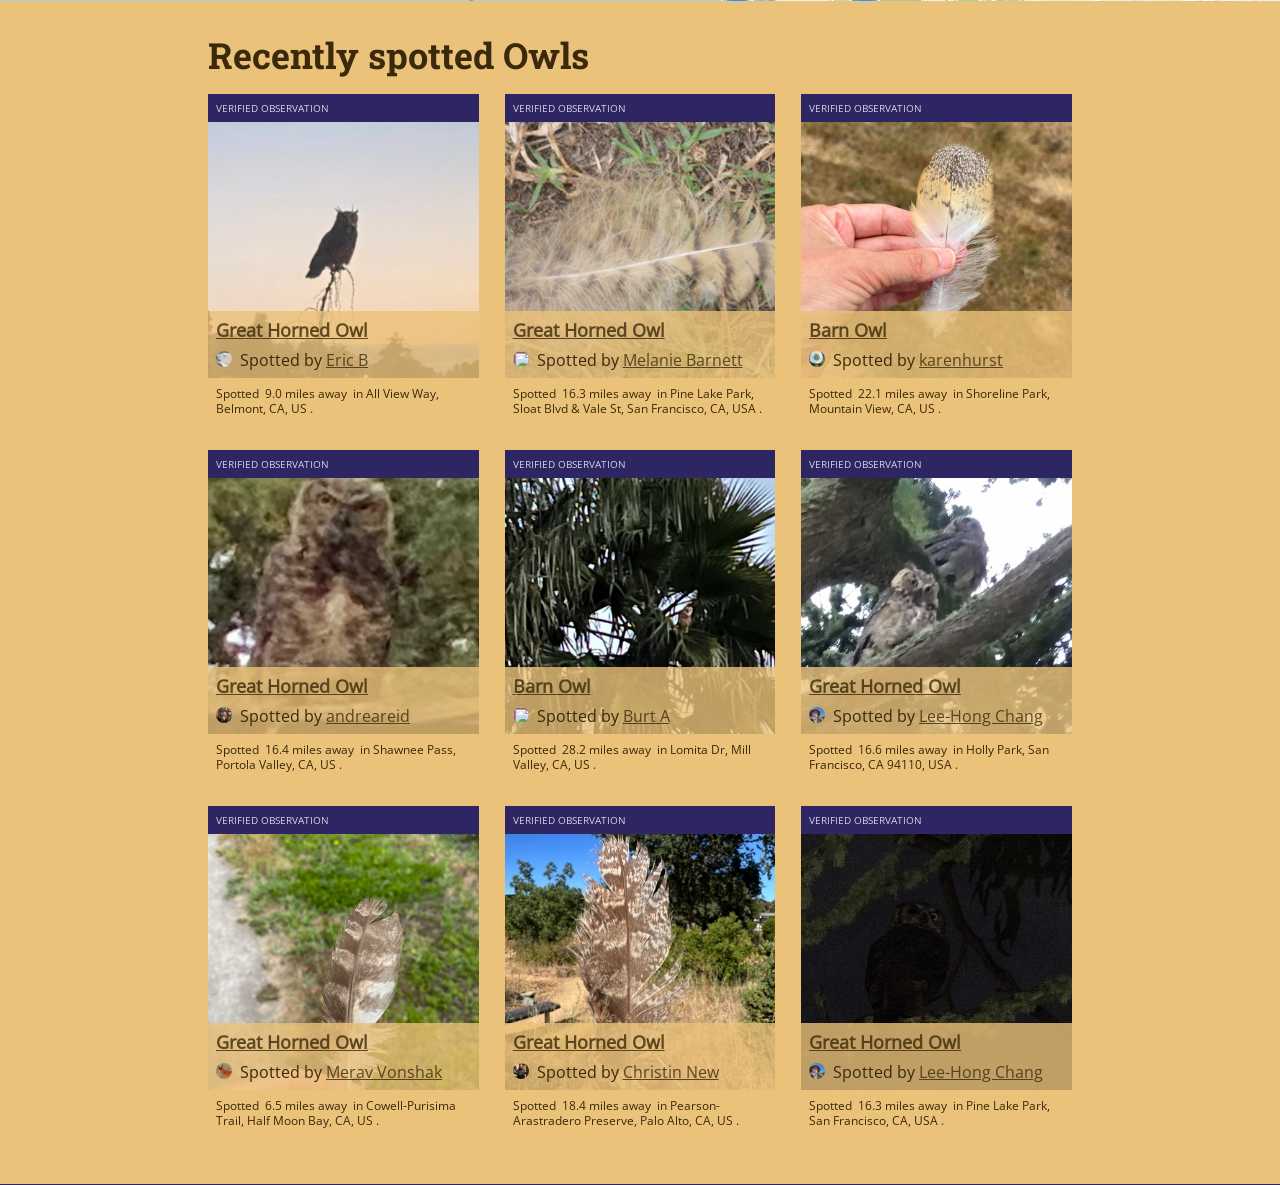 Recently spotted Owls
VERIFIED OBSERVATION
Great Horned Owl
Spotted by Eric B
Spotted 9.0 miles away in All View Way,
Belmont, CA, US .
VERIFIED OBSERVATION
Great Horned Owl
Spotted by Melanie Barnett
Spotted 16.3 miles away in Pine Lake Park,
Sloat Blvd & Vale St, San Francisco, CA, USA .
VERIFIED OBSERVATION
Barn Owl
Spotted by karenhurst
Spotted 22.1 miles away in Shoreline Park,
Mountain View, CA, US .
VERIFIED OBSERVATION
Great Horned Owl
Spotted by andreareid
Spotted 16.4 miles away in Shawnee Pass,
Portola Valley, CA, US .
VERIFIED OBSERVATION
Barn Owl
Spotted by Burt A
Spotted 28.2 miles away in Lomita Dr, Mill
Valley, CA, US .
VERIFIED OBSERVATION
Great Horned Owl
Spotted by Lee-Hong Chang
Spotted 16.6 miles away in Holly Park, San
Francisco, CA 94110, USA .
VERIFIED OBSERVATION
Great Horned Owl
Spotted by Merav Vonshak
Spotted 6.5 miles away in Cowell-Purisima
Trail, Half Moon Bay, CA, US .
VERIFIED OBSERVATION
Great Horned Owl
Spotted by Christin New
Spotted 18.4 miles away in Pearson-
Arastradero Preserve, Palo Alto, CA, US .
VERIFIED OBSERVATION
Great Horned Owl
Spotted by Lee-Hong Chang
Spotted 16.3 miles away in Pine Lake Park,
San Francisco, CA, USA .